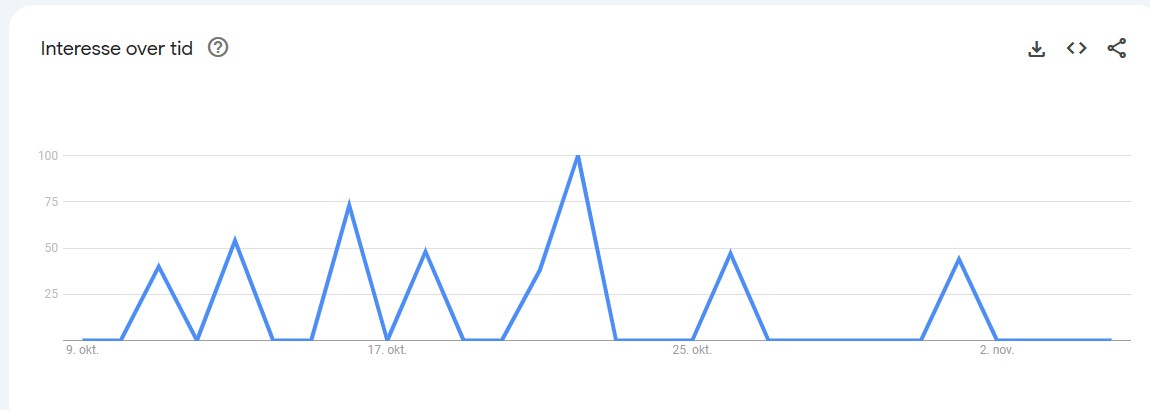 Interesse over tid
100
75
50
25
9. okt.
17. okt.
25. okt.
2. nov.